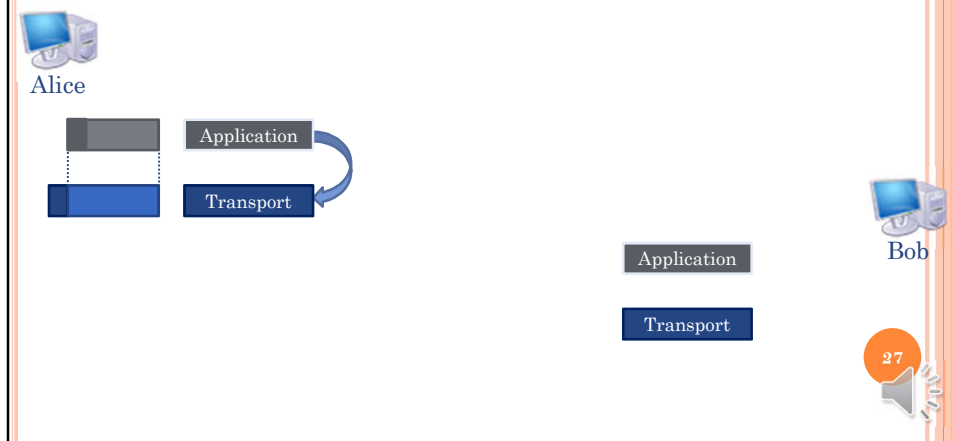 Alice
Application
Transport
Bob
Application
Transport
27